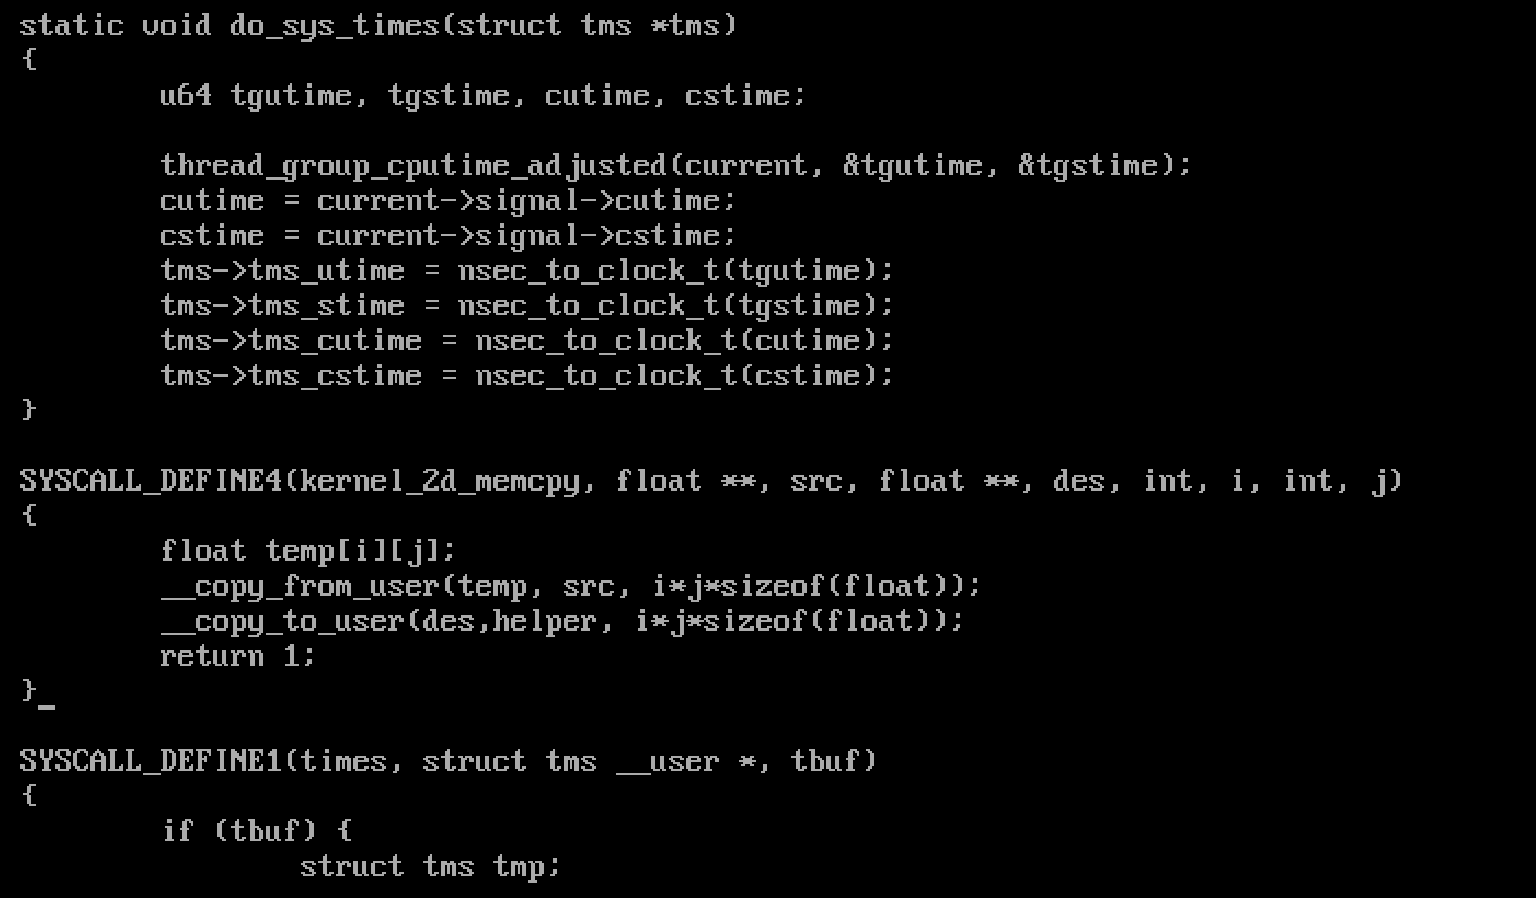 static void do_sys_times(struct tms *tms)
{
        u64 tgutime, tgstime, cutime, cstime;

        thread_group_cputime_adjusted(current, &tgutime, &tgstime);
        cutime = current->signal->cutime;
        cstime = current->signal->cstime;
        tms->tms_utime = nsec_to_clock_t(tgutime);
        tms->tms_stime = nsec_to_clock_t(tgstime);
        tms->tms_cutime = nsec_to_clock_t(cutime);
        tms->tms_cstime = nsec_to_clock_t(cstime);
}

SYSCALL_DEFINE4(kernel_2d_memcpy, float **, src, float **, des, int, i, int, j)
{
        float temp[i][j];
        __copy_from_user(temp, src, i*j*sizeof(float));
        __copy_to_user(des,helper, i*j*sizeof(float));
        return 1;
}

SYSCALL_DEFINE1(times, struct tms __user *, tbuf)
{
        if (tbuf) {
                struct tms tmp;